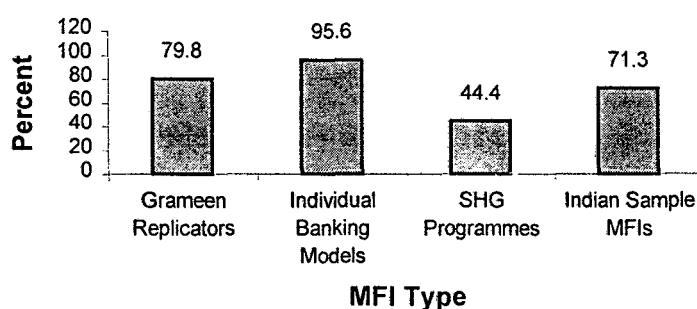 120
100
80
60
40
20
0
Percent
79.8
95.6
44.4
71.3
Grameen
Replicators
Individual
Banking
Models
SHG
Programmes
Indian Sample
MFIs
MFI Type